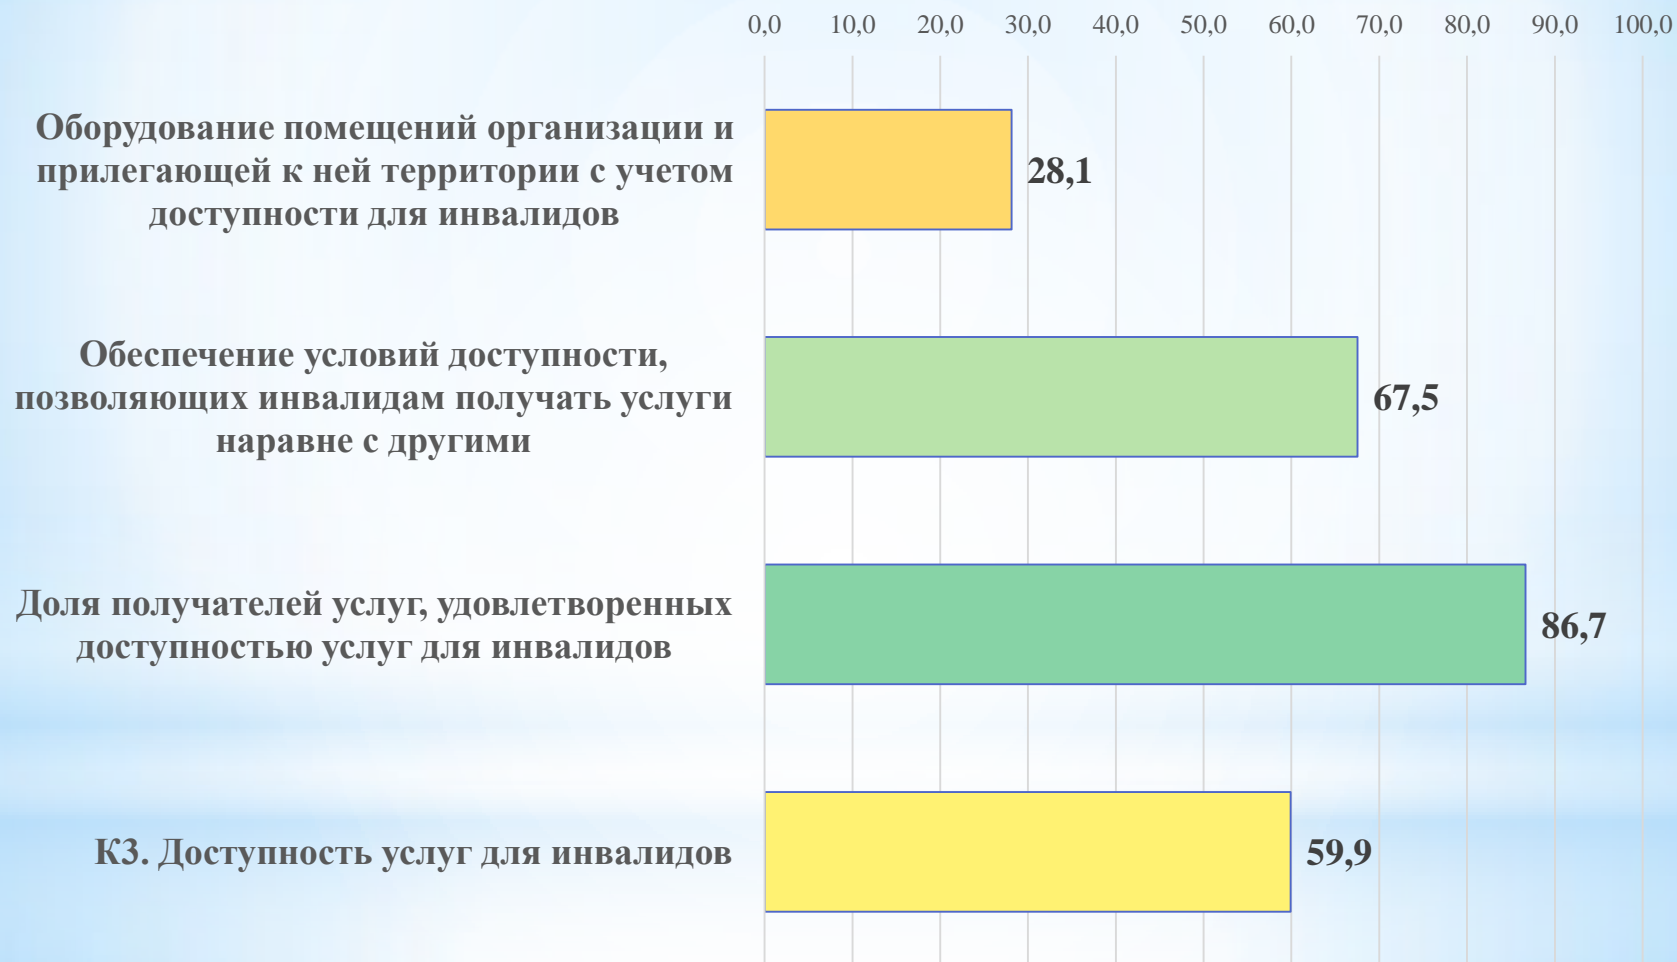 0,0 10,0 20,0 30,0 40,0 50,0 60,0 70,0 80,0 90,0 100,0
Оборудование помещений организации и
прилегающей к ней территории с учетом
доступности для инвалидов
28,1
Обеспечение условий доступности,
позволяющих инвалидам получать услуги
наравне с другими
67,5
Доля получателей услуг, удовлетворенных
доступностью услуг для инвалидов
86,7
К3. Доступность услуг для инвалидов
59,9